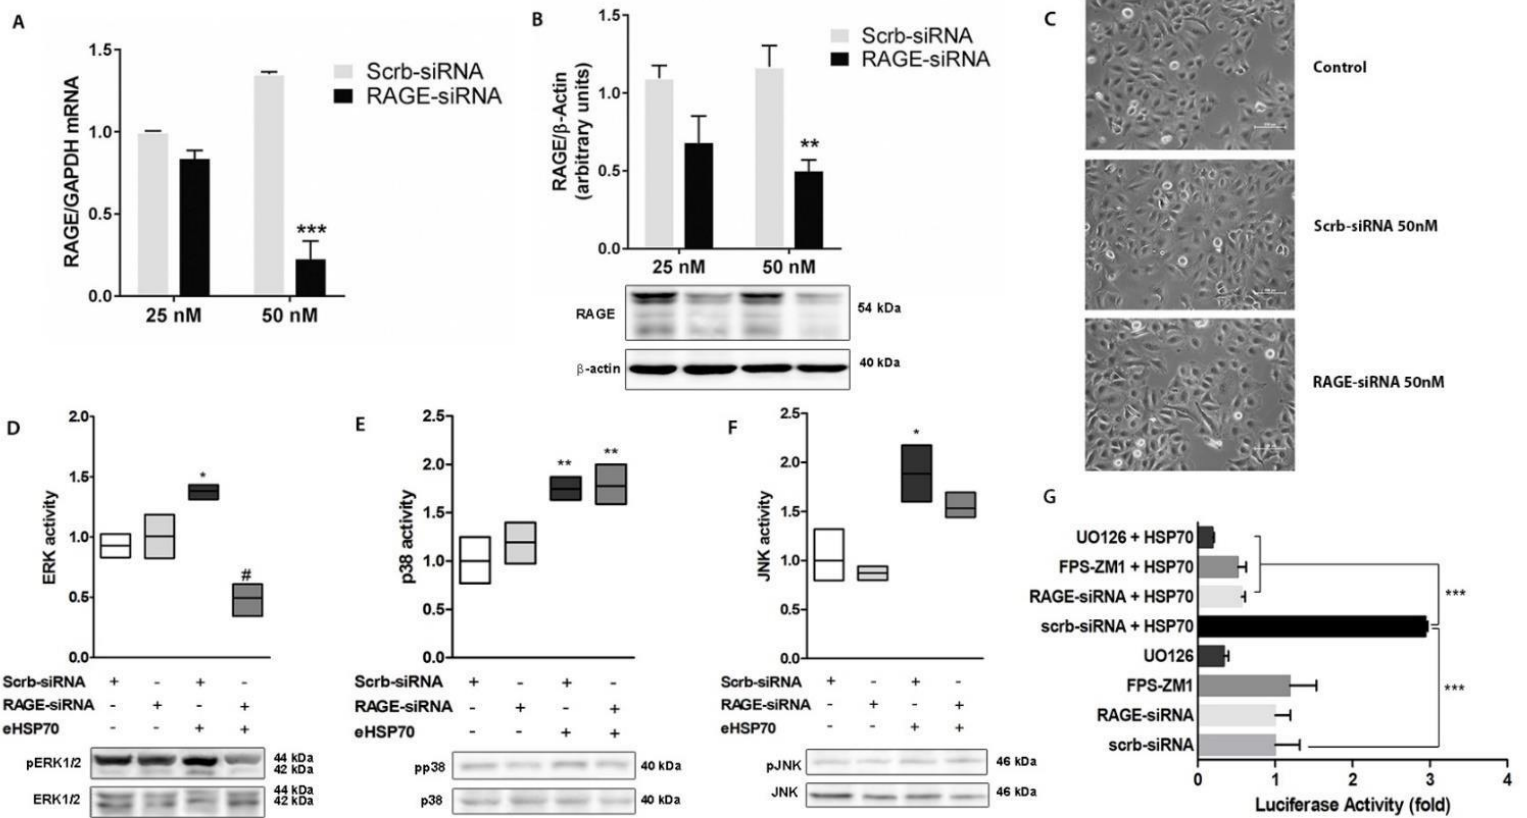 A
1.5
1.0
0.5
0.0
RAGE/GAPDH mRNA
Scrb-siRNA
RAGE-siRNA
***
25 nM
50 nM
B
1.5
1.0
0.5
0.0
RAGE/β-Actin
(arbitrary units)
Scrb-siRNA
RAGE-siRNA
**
25 nM
50 nM
RAGE
54 kDa
β-actin
40 kDa
C
Control
Scrb-siRNA 50nM
RAGE-siRNA 50nM
D
2.0
1.5
1.0
0.5
0.0
ERK activity
*
#
Scrb-siRNA + - + -
RAGE-siRNA - + - +
eHSP70 - - + +
pERK1/2
44 kDa
42 kDa
ERK1/2
44 kDa
42 kDa
E
2.5
2.0
1.5
1.0
0.5
0.0
p38 activity
**
**
Scrb-siRNA + - + -
RAGE-siRNA - + - +
eHSP70 - - + +
pp38
40 kDa
p38
40 kDa
F
2.5
2.0
1.5
1.0
0.5
0.0
JNK activity
*
Scrb-siRNA + - + -
RAGE-siRNA - + - +
eHSP70 - - + +
pJNK
46 kDa
JNK
46 kDa
G
UO126 + HSP70
FPS-ZM1 + HSP70
RAGE-siRNA + HSP70
scrb-siRNA + HSP70
UO126
FPS-ZM1
RAGE-siRNA
scrb-siRNA
***
***
0 1 2 3 4
Luciferase Activity (fold)